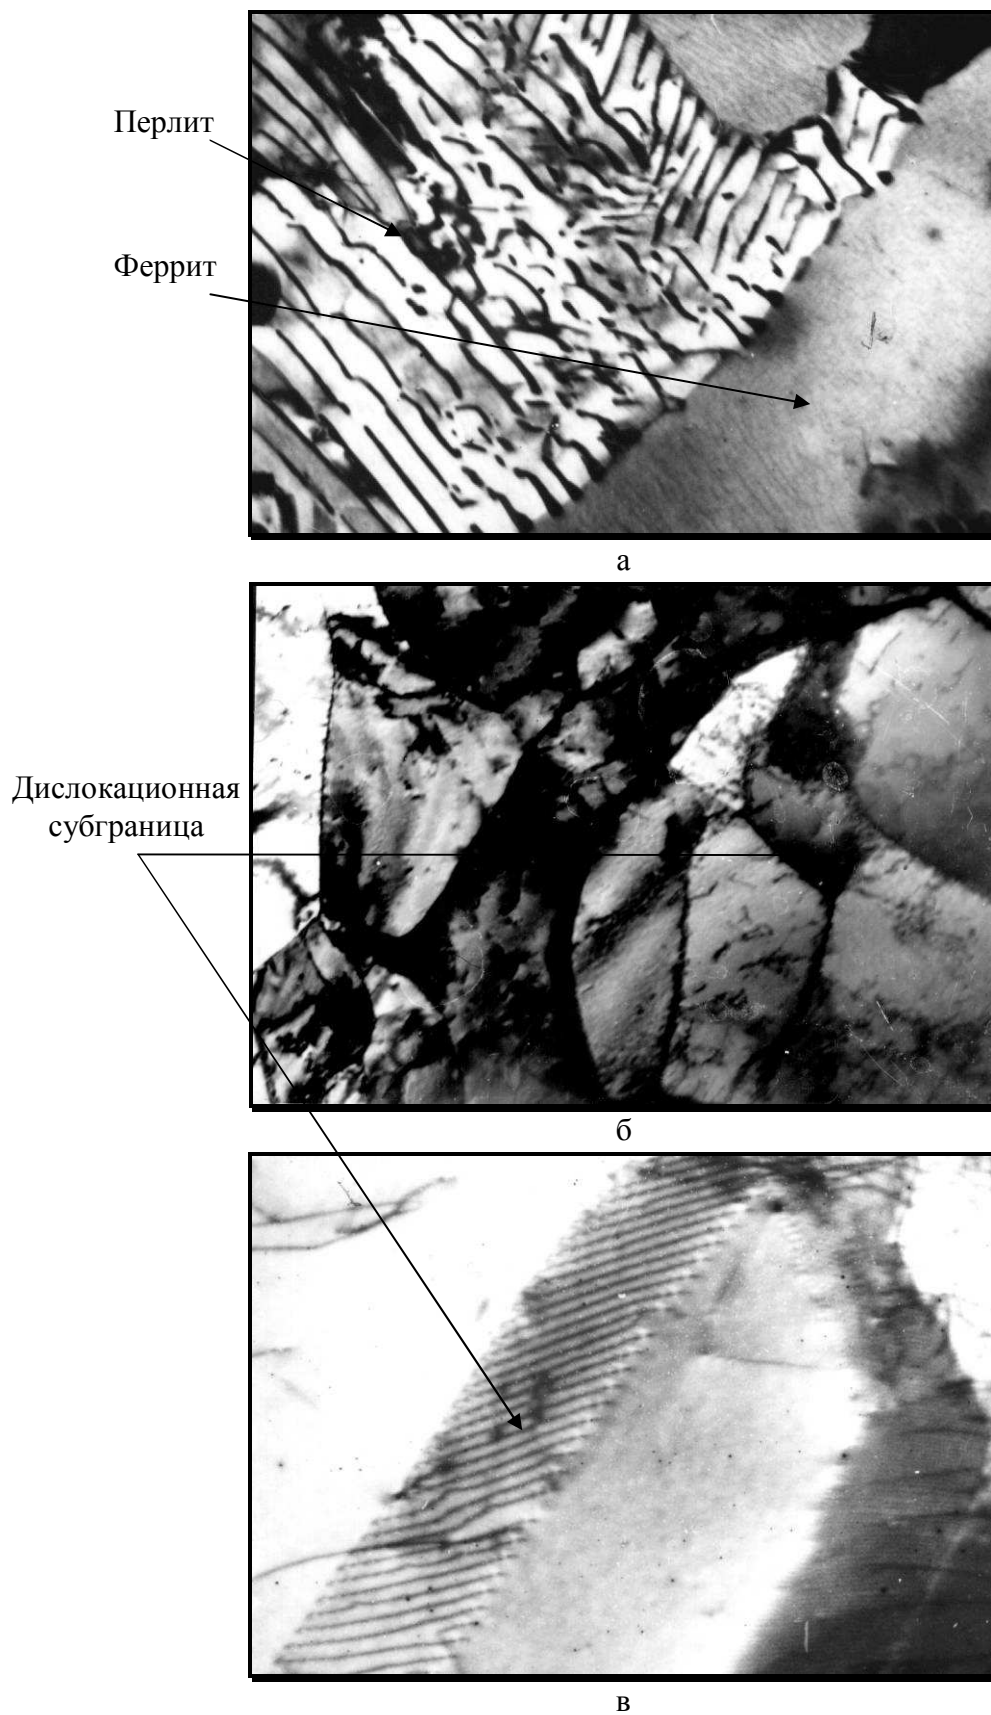 Перлит
Феррит
а
Дислокационная
субграница
б
в